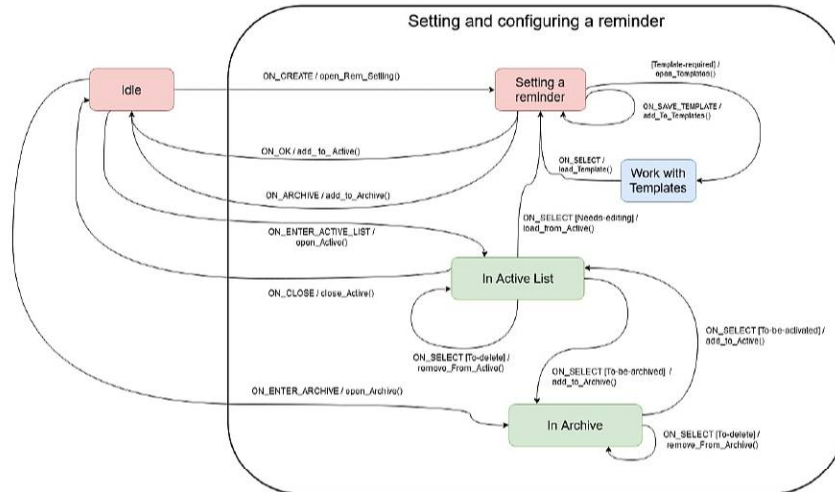 Setting and configuring a reminder
Idle
ON_CREATE / open_Rem_Setting()
Setting a
reminder
[Template-required] /
open_Templates()
ON_SAVE_TEMPLATE /
add_To_Templates()
ON_OK / add_to_Active()
ON_SELECT /
load_Template()
Work with
Templates
ON_ARCHIVE / add_to_Archive()
ON_SELECT [Needs-editing] /
load_from_Active()
ON_ENTER_ACTIVE_LIST /
open_Active()
In Active List
ON_CLOSE / close_Active()
ON_SELECT [To-be-activated] /
add_to_Active()
ON_SELECT [To-delete] /
remove_From_Active()
ON_SELECT [To-be-archived] /
add_to_Archive()
ON_ENTER_ARCHIVE / open_Archive()
In Archive
ON_SELECT [To-delete] /
remove_From_Archive()